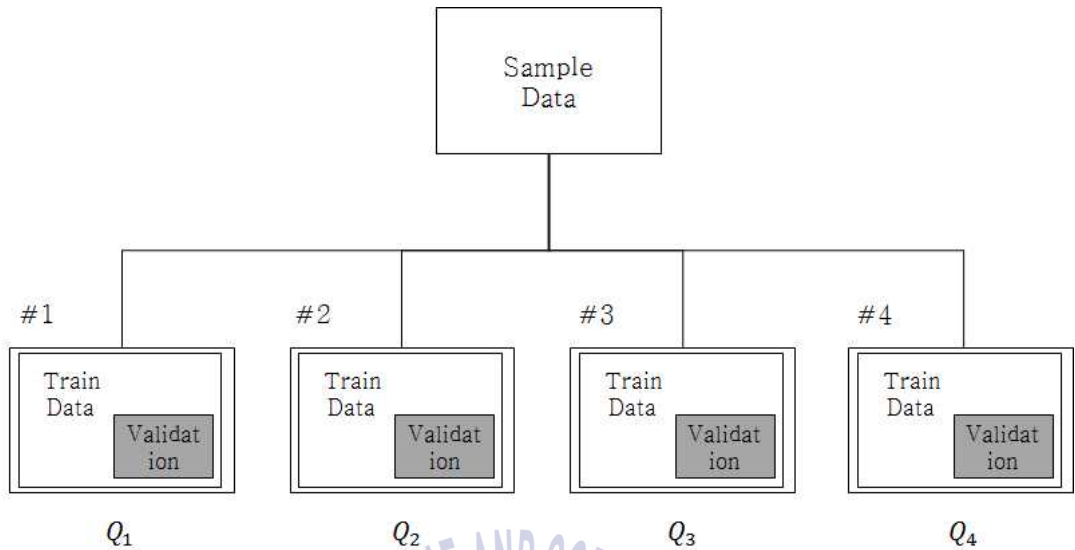 Sample
Data
#1
#2
#3
#4
Train
Data
Validat
ion
Train
Data
Validat
ion
Train
Data
Validat
ion
Train
Data
Validat
ion
Q₁
Q₂
Q₃
Q₄